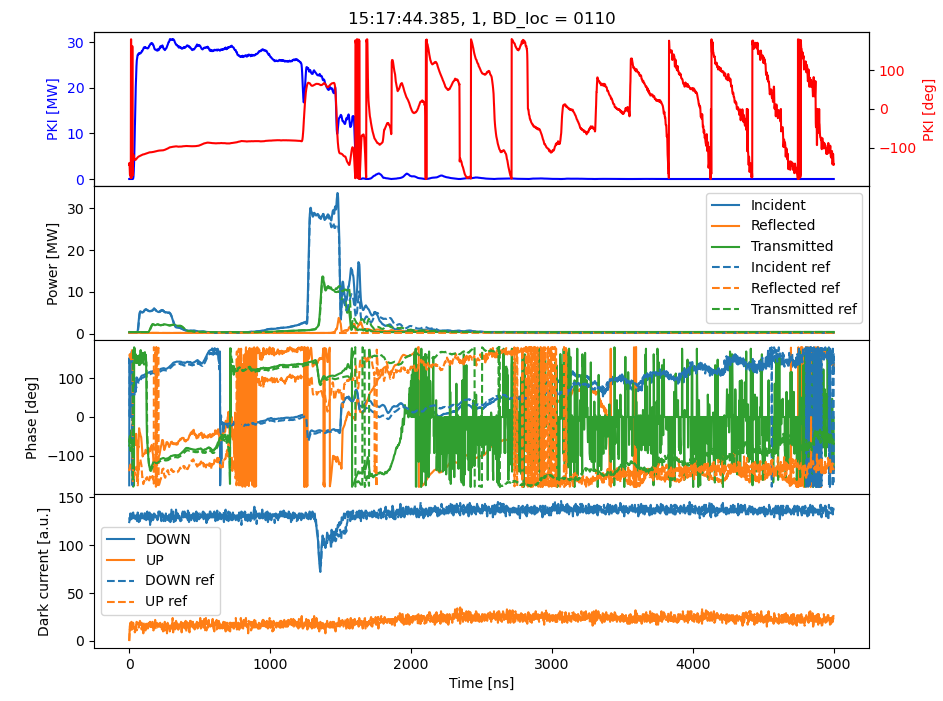 15:17:44.385, 1, BD_loc = 0110
PKI [MW]
30
20
10
0
PKI [deg]
100
0
−100
Power [MW]
30
20
10
0
Incident
Reflected
Transmitted
Incident ref
Reflected ref
Transmitted ref
Phase [deg]
100
0
−100
Dark current [a.u.]
150
100
50
0
DOWN
UP
DOWN ref
UP ref
0 1000 2000 3000 4000 5000
Time [ns]